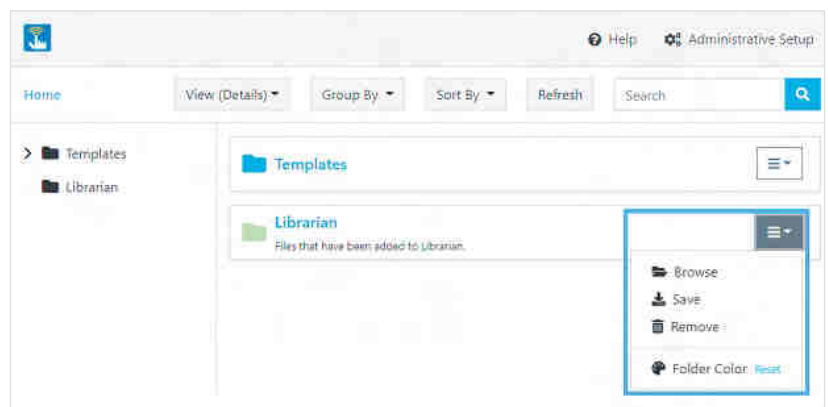 Help Administrative Setup
Home View (Details) Group By Sort By Refresh Search
Templates
Librarian
Templates
Librarian
Files that have been added to Librarian.
Browse
Save
Remove
Folder Color Reset